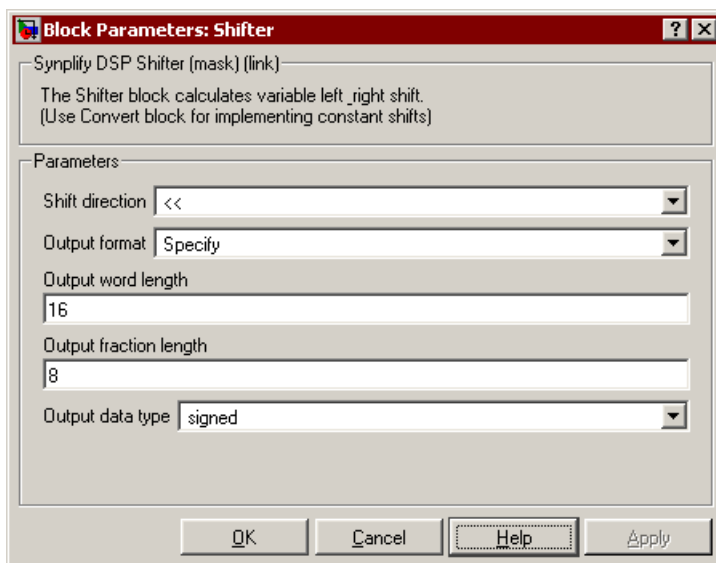 Block Parameters: Shifter
Synplify DSP Shifter (mask) (link)
The Shifter block calculates variable left_right shift.
(Use Convert block for implementing constant shifts)
Parameters
Shift direction <<
Output format Specify
Output word length
16
Output fraction length
8
Output data type signed
OK Cancel Help Apply